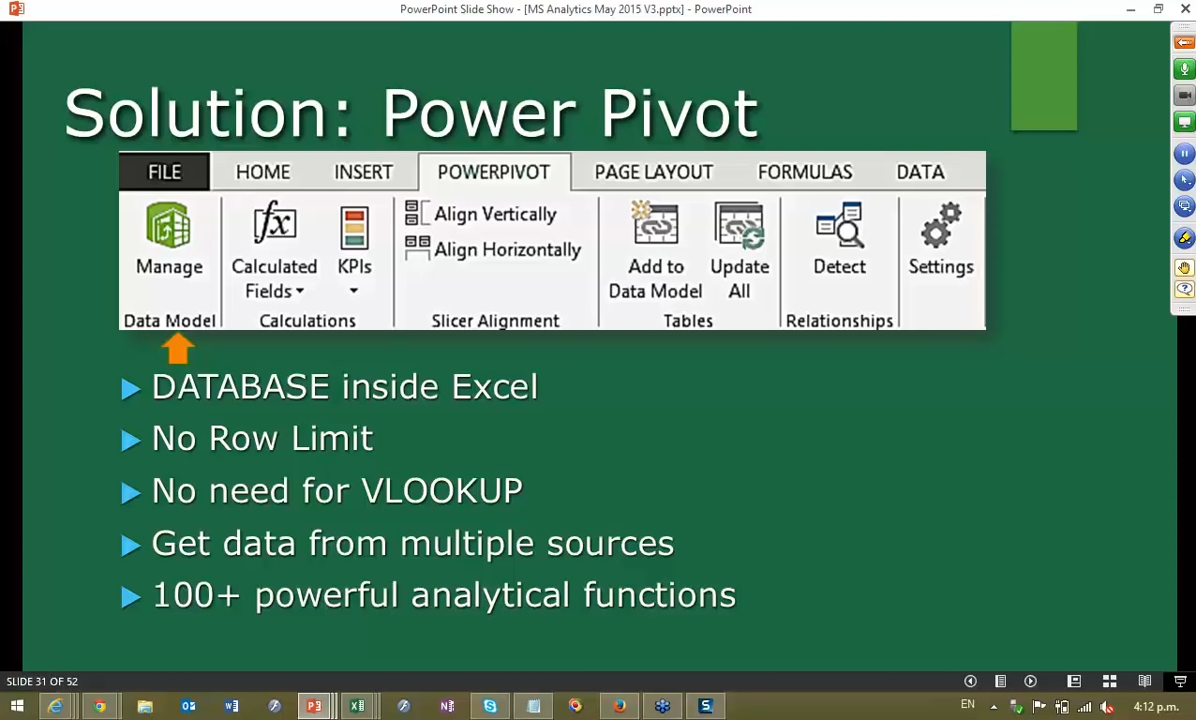 PowerPoint Slide Show - [MS Analytics May 2015 V3.pptx] - PowerPoint
Solution: Power Pivot
FILE HOME INSERT POWERPIVOT PAGE LAYOUT FORMULAS DATA
Manage
Data Model
fx
Calculated
Fields
KPIs
Calculations
Align Vertically
Align Horizontally
Slicer Alignment
Add to
Data Model
Update
All
Tables
Detect
Relationships
Settings
DATABASE inside Excel
No Row Limit
No need for VLOOKUP
Get data from multiple sources
100+ powerful analytical functions
SLIDE 31 OF 52
EN 4:12 p.m.